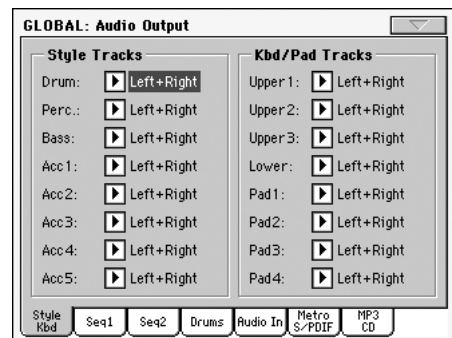 GLOBAL: Audio Output
Style Tracks
Drum: Left+Right
Perc.: Left+Right
Bass: Left+Right
Acc1: Left+Right
Acc2: Left+Right
Acc3: Left+Right
Acc4: Left+Right
Acc5: Left+Right
Kbd/Pad Tracks
Upper1: Left+Right
Upper2: Left+Right
Upper3: Left+Right
Lower: Left+Right
Pad1: Left+Right
Pad2: Left+Right
Pad3: Left+Right
Pad4: Left+Right
Style Kbd
Seq1
Seq2
Drums
Audio In
Metro S/PDIF
MP3 CD